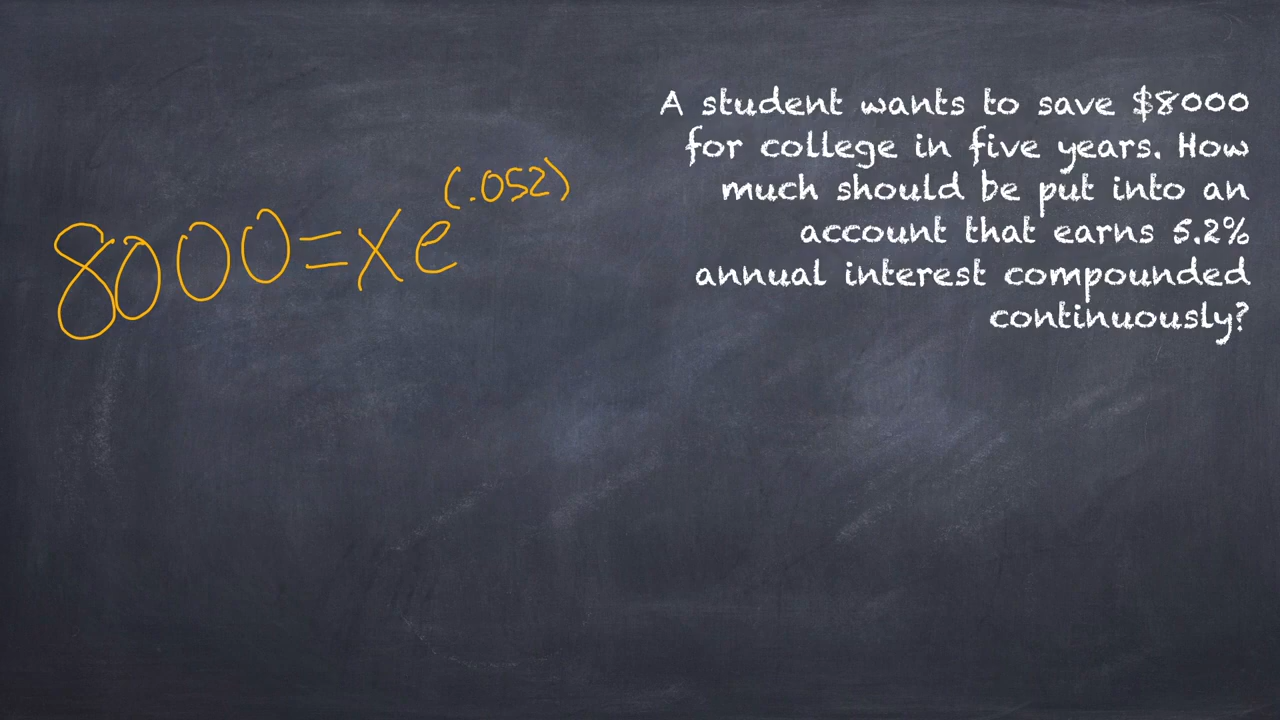 8000=xe^(.052)
A student wants to save $8000
for college in five years. How
much should be put into an
account that earns 5.2%
annual interest compounded
continuously?